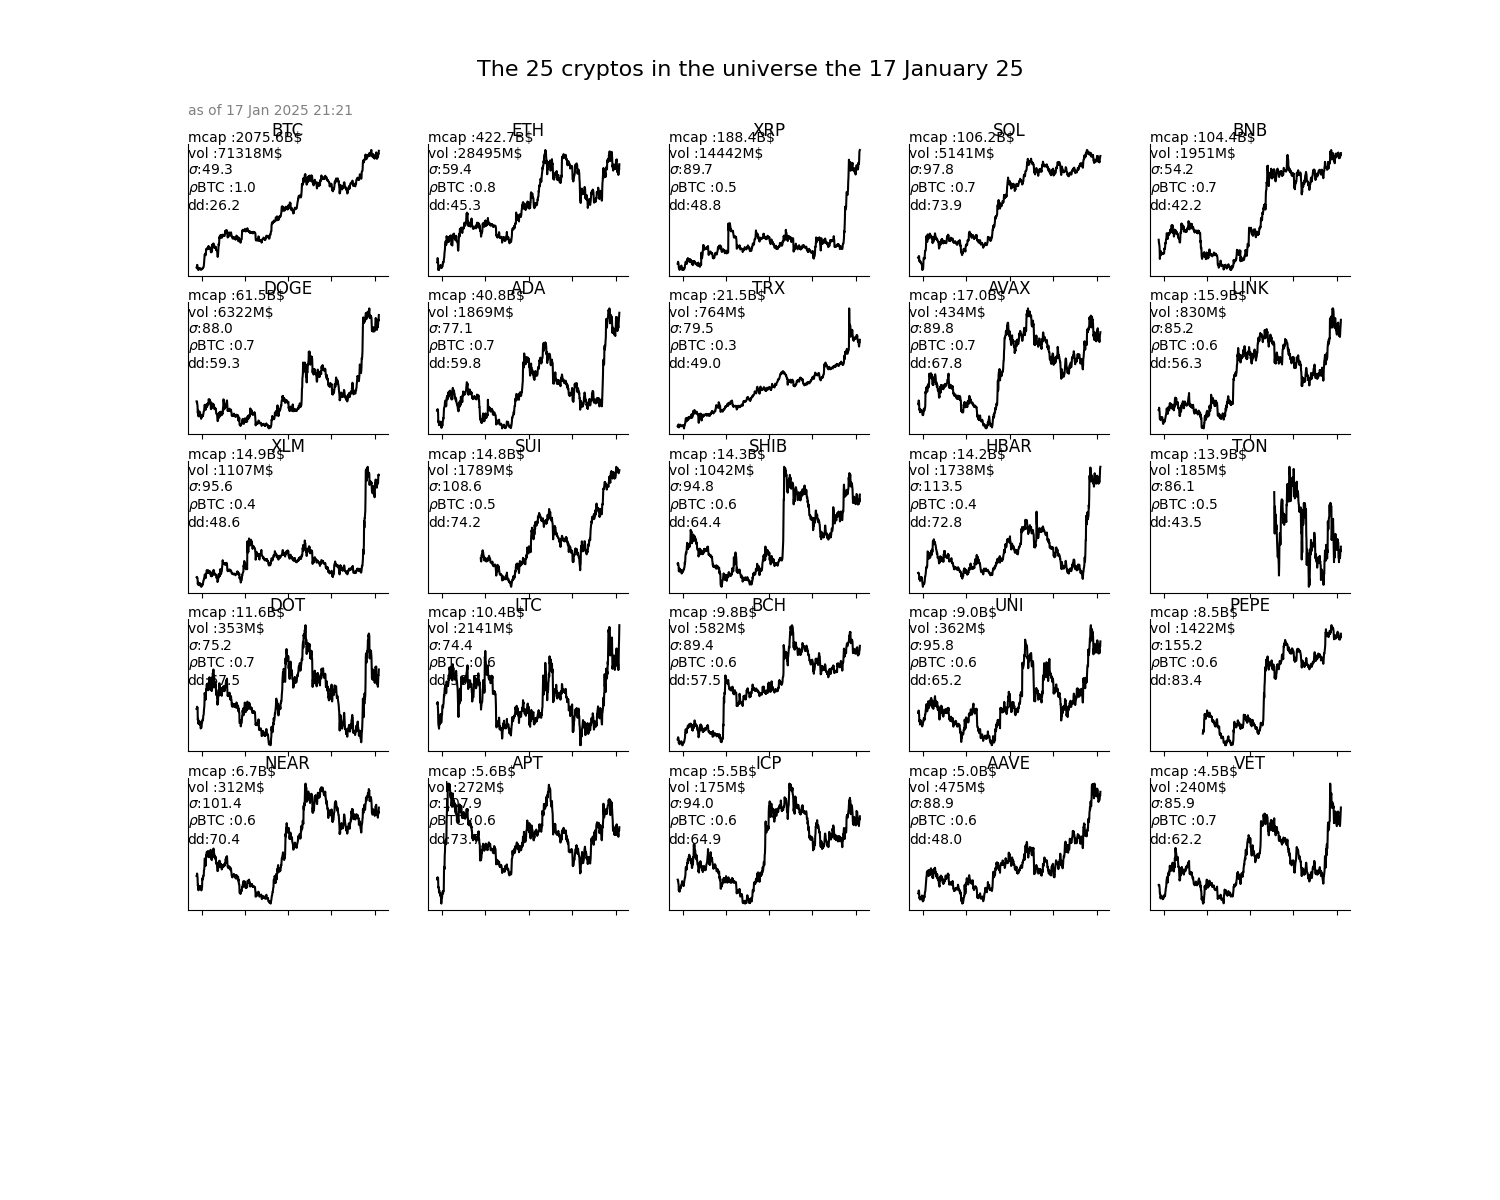 The 25 cryptos in the universe the 17 January 25
as of 17 Jan 2025 21:21
BTC
mcap :2075.6B$
vol :71318M$
σ:49.3
ρBTC :1.0
dd:26.2
ETH
mcap :422.7B$
vol :28495M$
σ:59.4
ρBTC :0.8
dd:45.3
XRP
mcap :188.4B$
vol :14442M$
σ:89.7
ρBTC :0.5
dd:48.8
SOL
mcap :106.2B$
vol :5141M$
σ:97.8
ρBTC :0.7
dd:73.9
BNB
mcap :104.4B$
vol :1951M$
σ:54.2
ρBTC :0.7
dd:42.2
DOGE
mcap :61.5B$
vol :6322M$
σ:88.0
ρBTC :0.7
dd:59.3
ADA
mcap :40.8B$
vol :1869M$
σ:77.1
ρBTC :0.7
dd:59.8
TRX
mcap :21.5B$
vol :764M$
σ:79.5
ρBTC :0.3
dd:49.0
AVAX
mcap :17.0B$
vol :434M$
σ:89.8
ρBTC :0.7
dd:67.8
LINK
mcap :15.9B$
vol :830M$
σ:85.2
ρBTC :0.6
dd:56.3
XLM
mcap :14.9B$
vol :1107M$
σ:95.6
ρBTC :0.4
dd:48.6
SUI
mcap :14.8B$
vol :1789M$
σ:108.6
ρBTC :0.5
dd:74.2
SHIB
mcap :14.3B$
vol :1042M$
σ:94.8
ρBTC :0.6
dd:64.4
HBAR
mcap :14.2B$
vol :1738M$
σ:113.5
ρBTC :0.4
dd:72.8
TON
mcap :13.9B$
vol :185M$
σ:86.1
ρBTC :0.5
dd:43.5
DOT
mcap :11.6B$
vol :353M$
σ:75.2
ρBTC :0.7
LTC
mcap :10.4B$
vol :2141M$
σ:74.4
ρBTC :0.6
BCH
mcap :9.8B$
vol :582M$
σ:89.4
ρBTC :0.6
dd:57.5
UNI
mcap :9.0B$
vol :362M$
σ:95.8
ρBTC :0.6
dd:65.2
PEPE
mcap :8.5B$
vol :1422M$
σ:155.2
ρBTC :0.6
dd:83.4
NEAR
mcap :6.7B$
vol :312M$
σ:101.4
ρBTC :0.6
dd:70.4
APT
mcap :5.6B$
vol :272M$
σ:107.9
ρBTC :0.6
ICP
mcap :5.5B$
vol :175M$
σ:94.0
ρBTC :0.6
dd:64.9
AAVE
mcap :5.0B$
vol :475M$
σ:88.9
ρBTC :0.6
dd:48.0
VET
mcap :4.5B$
vol :240M$
σ:85.9
ρBTC :0.7
dd:62.2